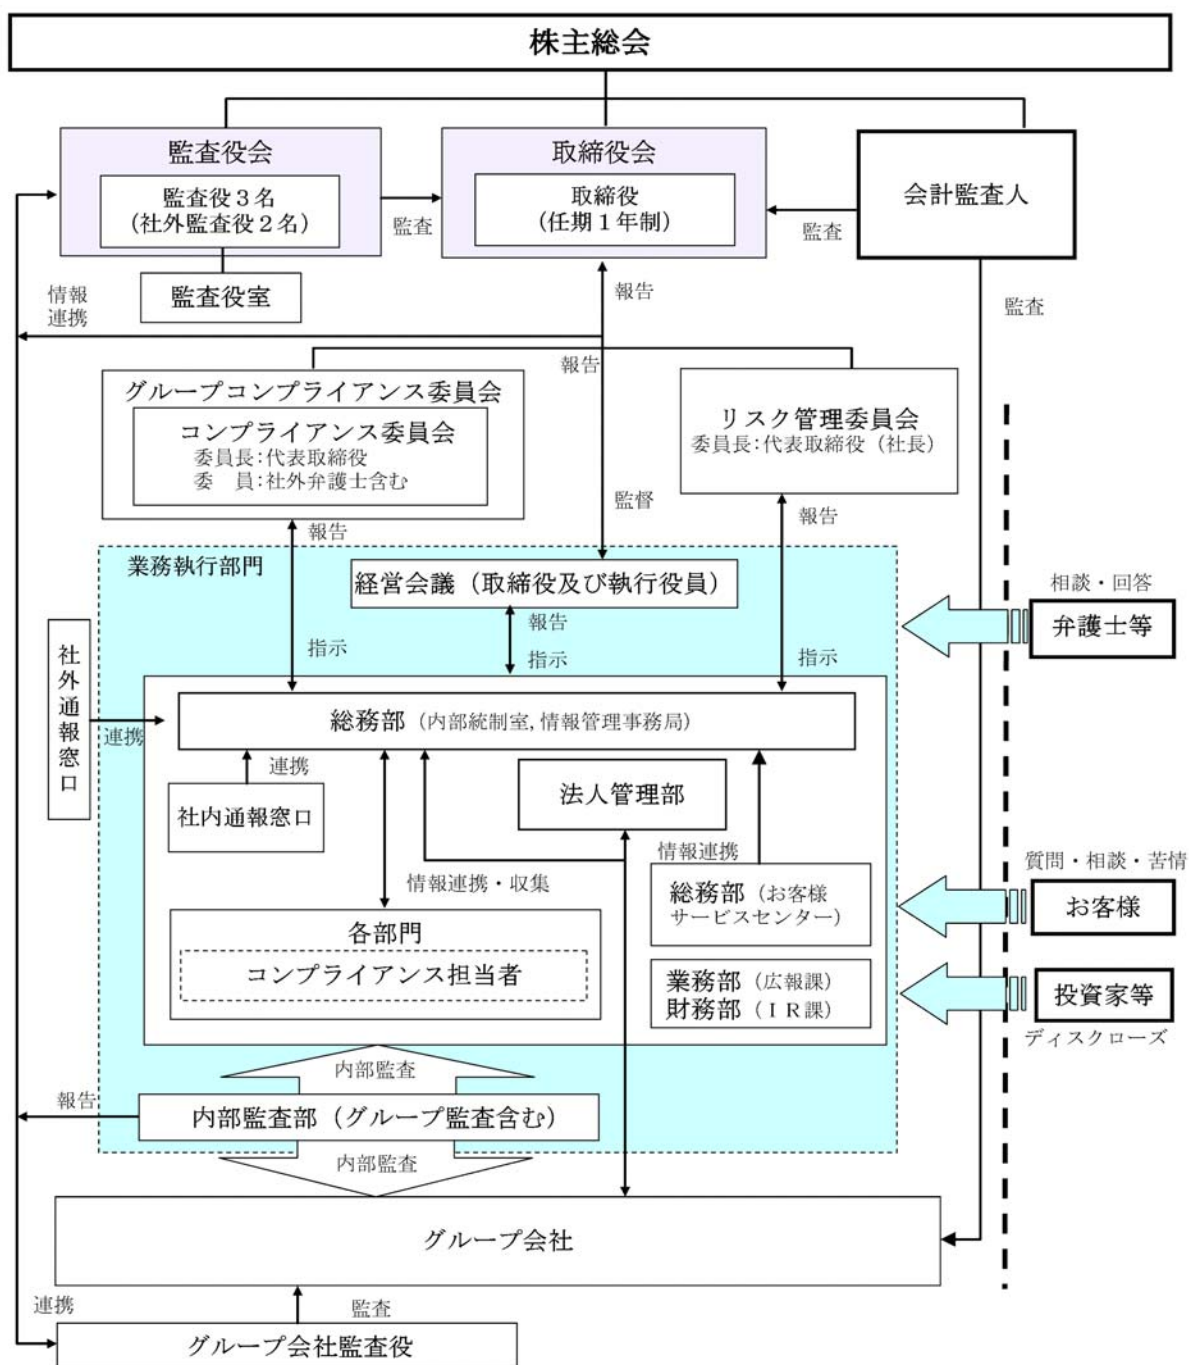 株主総会
監査役会
監査役３名
(社外監査役２名)
監査役室
監査
取締役会
取締役
(任期１年制)
監査
会計監査人
監査
情報
連携
報告
報告
グループコンプライアンス委員会
コンプライアンス委員会
委員長:代表取締役
委　員:社外弁護士含む
リスク管理委員会
委員長:代表取締役（社長）
監督
報告
報告
業務執行部門
経営会議（取締役及び執行役員）
報告
指示
指示
指示
相談・回答
弁護士等
社外通報窓口
連携
総務部（内部統制室,情報管理事務局）
連携
社内通報窓口
法人管理部
情報連携・収集
情報連携
総務部（お客様
サービスセンター）
質問・相談・苦情
お客様
各部門
コンプライアンス担当者
業務部（広報課）
財務部（ＩＲ課）
投資家等
ディスクローズ
内部監査
報告
内部監査部（グループ監査含む）
内部監査
グループ会社
連携
監査
グループ会社監査役